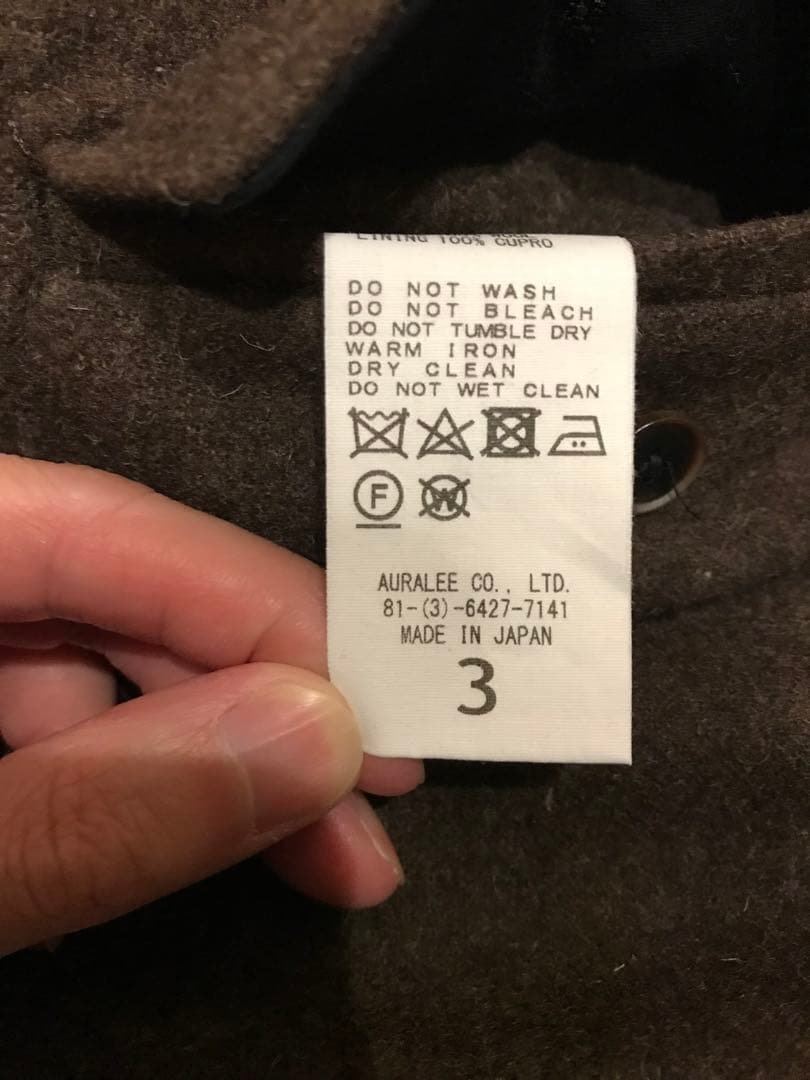 LINING 100% CUPRO
DO NOT WASH
DO NOT BLEACH
DO NOT TUMBLE DRY
WARM IRON
DRY CLEAN
DO NOT WET CLEAN
F W
AURALEE CO., LTD.
81-(3)-6427-7141
MADE IN JAPAN
3